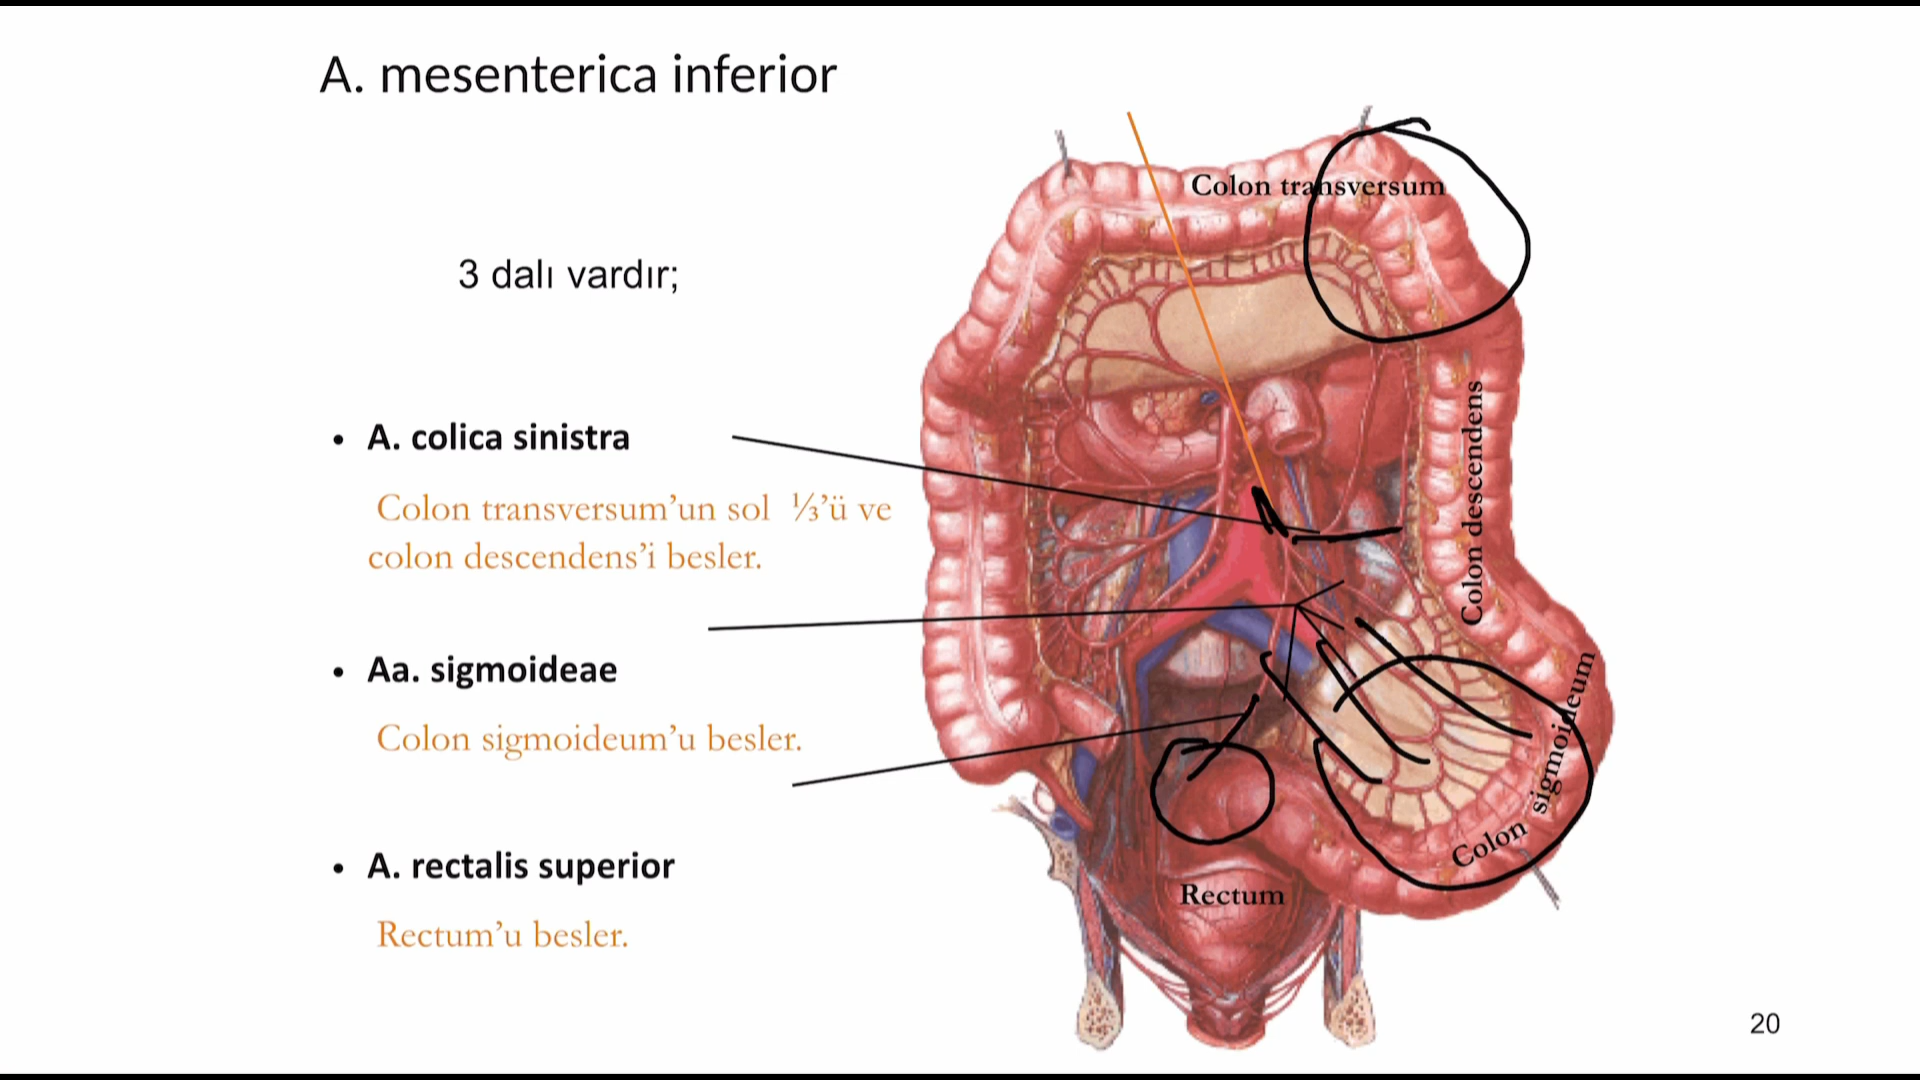 A. mesenterica inferior
3 dalı vardır;
• A. colica sinistra
Colon transversum’un sol ⅓’ü ve
colon descendens’i besler.
• Aa. sigmoideae
Colon sigmoideum’u besler.
• A. rectalis superior
Rectum’u besler.
Colon transversum
Colon descendens
Colon sigmoideum
Rectum
20